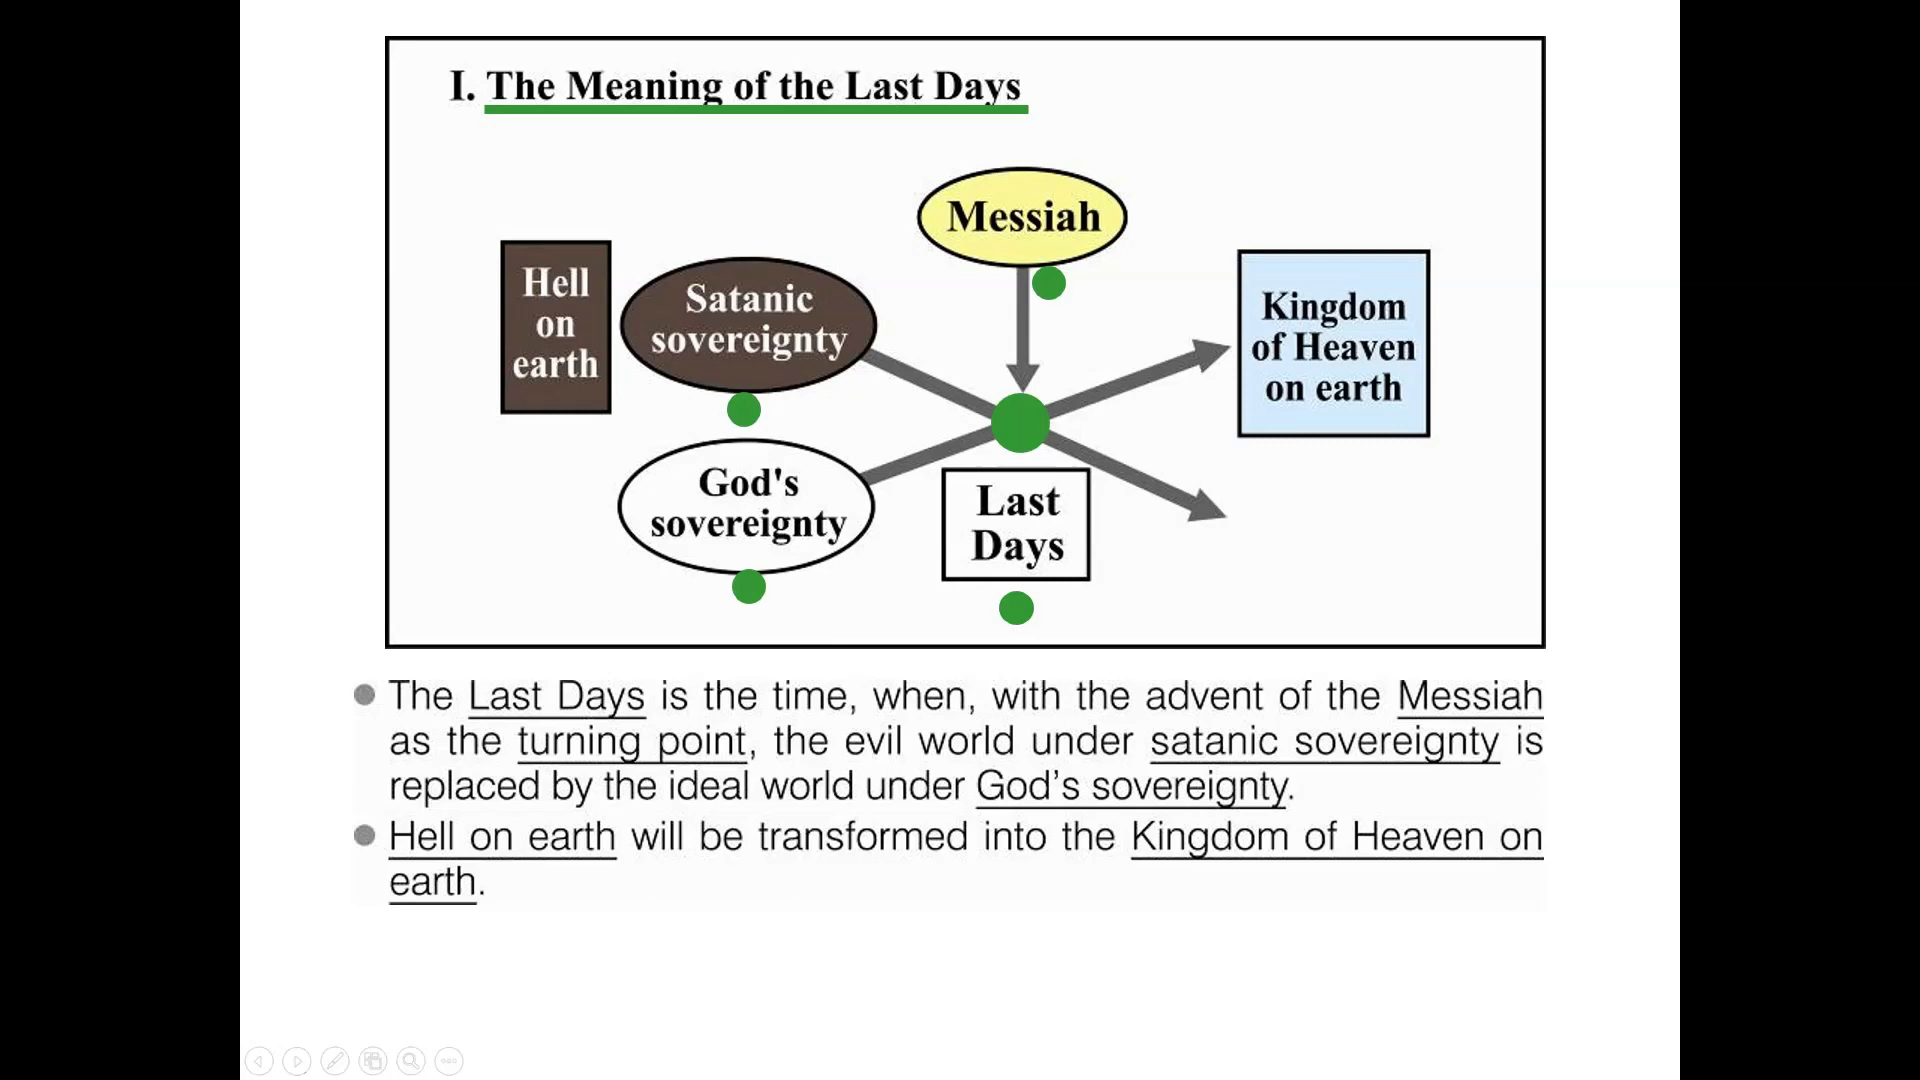 I. The Meaning of the Last Days
Messiah
Hell
on
earth
Satanic
sovereignty
Kingdom
of Heaven
on earth
God's
sovereignty
Last
Days
The Last Days is the time, when, with the advent of the Messiah
as the turning point, the evil world under satanic sovereignty is
replaced by the ideal world under God’s sovereignty.
Hell on earth will be transformed into the Kingdom of Heaven on
earth.